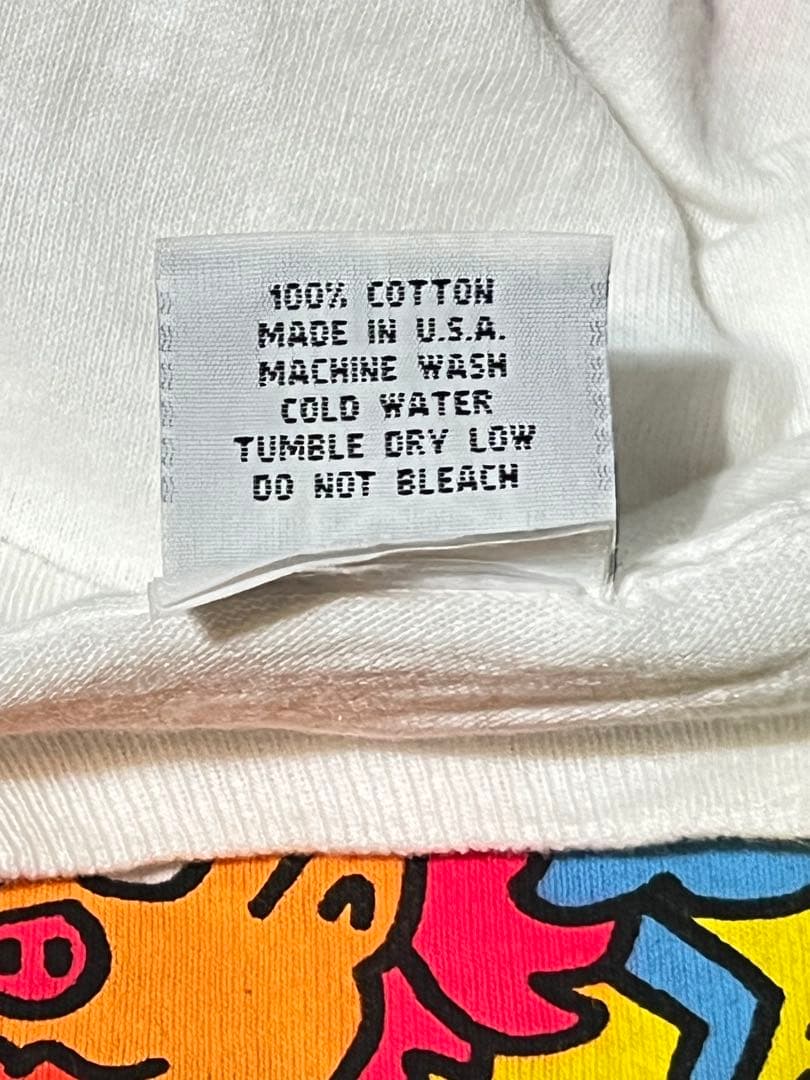 100% COTTON
MADE IN U.S.A.
MACHINE WASH
COLD WATER
TUMBLE DRY LOW
DO NOT BLEACH